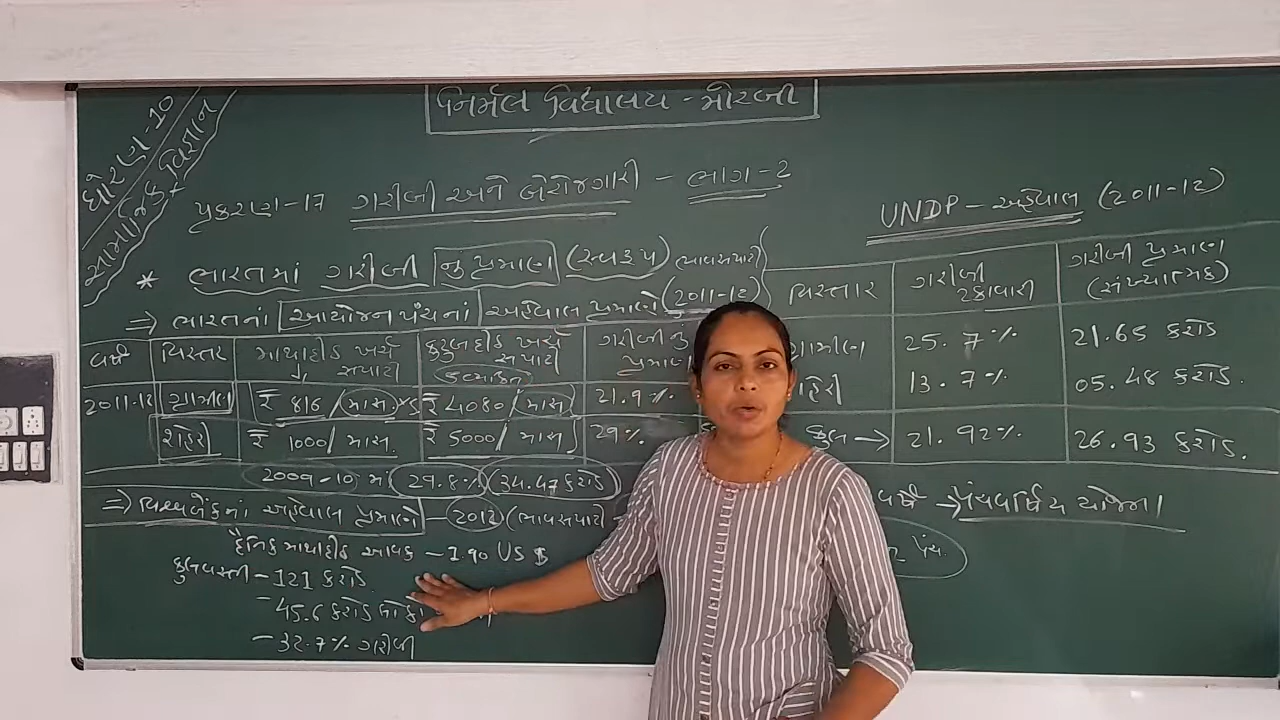 ધોરણ-10
સામાજિક વિજ્ઞાન
નિર્મલ વિદ્યાલય - મોરબી
પ્રકરણ-17 ગરીબી અને બેરોજગારી - ભાગ-2
* ભારતમાં ગરીબી નુ પ્રમાણ (સ્વરૂપ) (ભાવસપાટી
⇒ ભારતનાં આયોજનપંચનાં અહેવાલ પ્રમાણે (2011-12)
વર્ષ વિસ્તાર માથાદીઠ ખર્ચ સપાટી કુટુંબદીઠ ખર્ચ સપાટી ગરીબી નુ પ્રમાણ
2011-12 ગ્રામીણ ₹ 816 / માસ ₹ 4080 / માસ 21.9%
શહેરી ₹ 1000 / માસ ₹ 5000 / માસ 29%
2009-10 માં 29.8% (34.47 કરોડ)
⇒ વિશ્વબેંકનાં અહેવાલ પ્રમાણે - 2012 (ભાવસપાટી
દૈનિક માથાદીઠ આવક - 1.90 US $
કુલવસ્તી - 121 કરોડ
- 45.6 કરોડ લોકો
- 32.7% ગરીબી
UNDP - અહેવાલ (2011-12)
વિસ્તાર ગરીબી ટકાવારી ગરીબી પ્રમાણ (સંખ્યાત્મક)
ગ્રામીણ 25.7% 21.65 કરોડ
શહેરી 13.7% 05.48 કરોડ.
કુલ → 21.92% 26.93 કરોડ.
વર્ષ → પંચવર્ષિય યોજના
પંચ